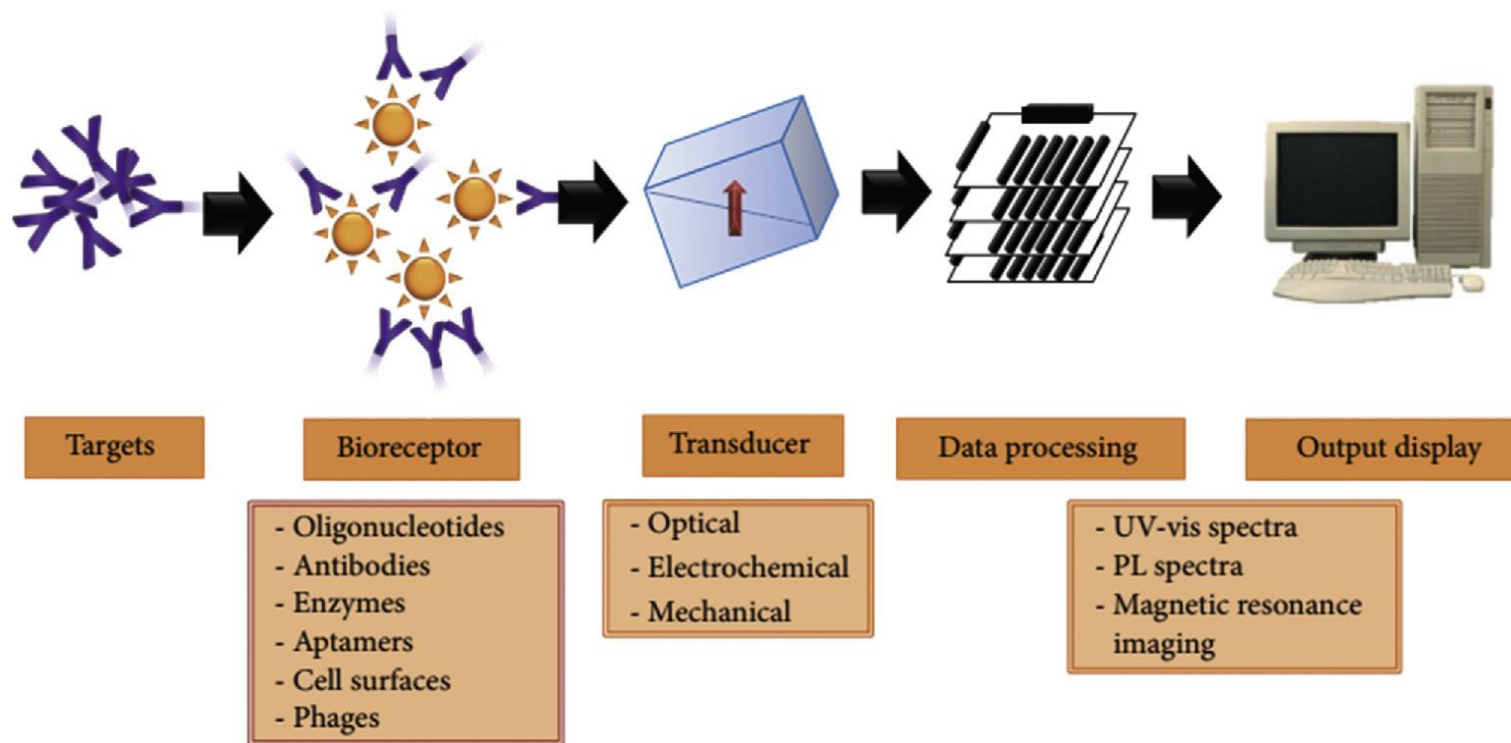 Targets
Bioreceptor
Transducer
Data processing
Output display
- Oligonucleotides
- Antibodies
- Enzymes
- Aptamers
- Cell surfaces
- Phages
- Optical
- Electrochemical
- Mechanical
- UV-vis spectra
- PL spectra
- Magnetic resonance
imaging